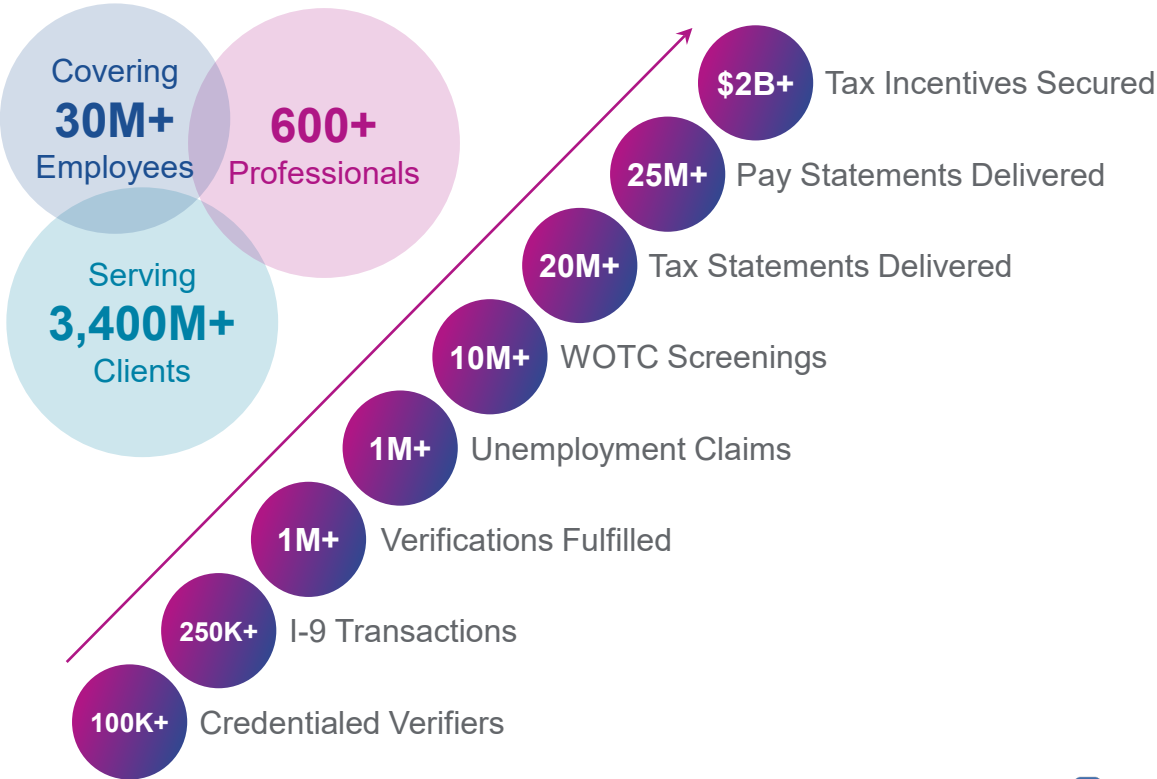 Covering
30M+
Employees
600+
Professionals
Serving
3,400M+
Clients
$2B+ Tax Incentives Secured
25M+ Pay Statements Delivered
20M+ Tax Statements Delivered
10M+ WOTC Screenings
1M+ Unemployment Claims
1M+ Verifications Fulfilled
250K+ I-9 Transactions
100K+ Credentialed Verifiers